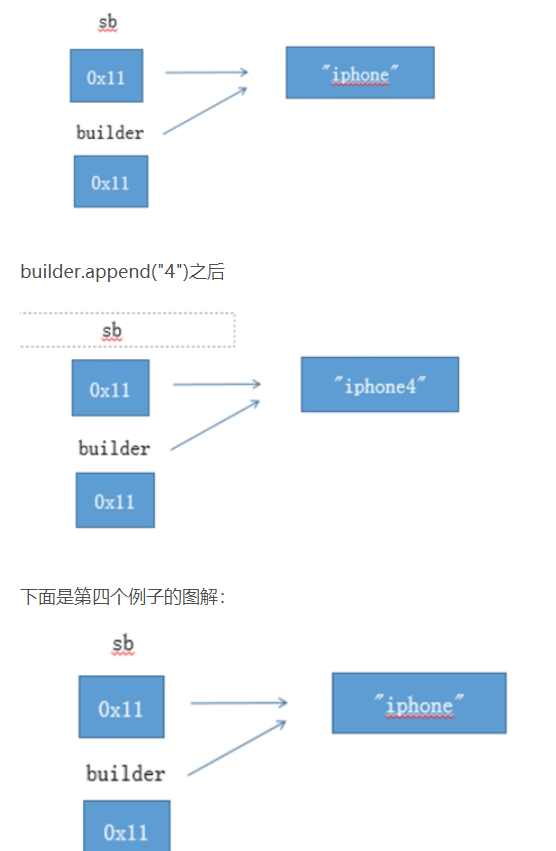 sb
0x11
"iphone"
builder
0x11
builder.append("4")之后
sb
0x11
"iphone4"
builder
0x11
下面是第四个例子的图解：
sb
0x11
"iphone"
builder
0x11